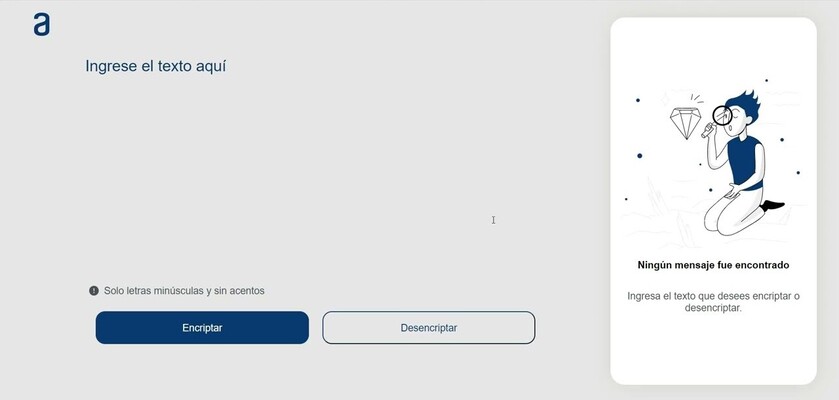 a
Ingrese el texto aquí
Solo letras minúsculas y sin acentos
Encriptar
Desencriptar
Ningún mensaje fue encontrado
Ingresa el texto que desees encriptar o
desencriptar.